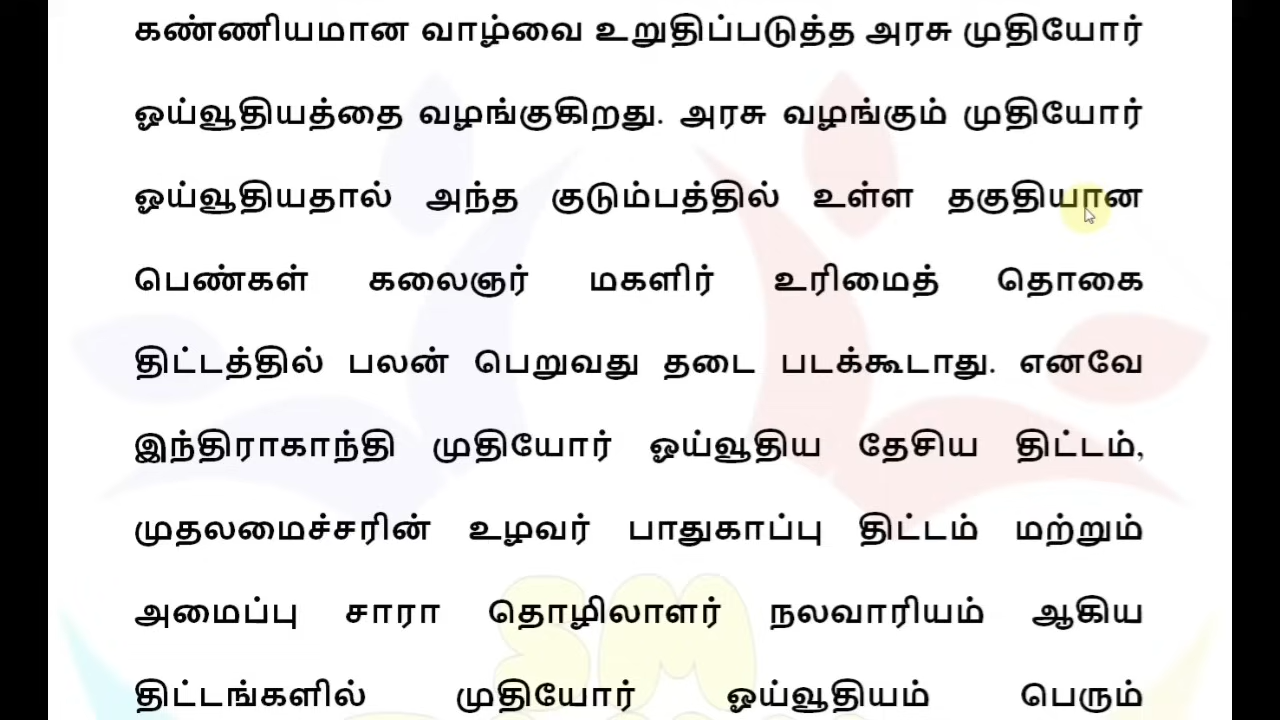 கண்ணியமான வாழ்வை உறுதிப்படுத்த அரசு முதியோர்
ஓய்வூதியத்தை வழங்குகிறது. அரசு வழங்கும் முதியோர்
ஓய்வூதியதால் அந்த குடும்பத்தில் உள்ள தகுதியான
பெண்கள் கலைஞர் மகளிர் உரிமைத் தொகை
திட்டத்தில் பலன் பெறுவது தடை படக்கூடாது. எனவே
இந்திராகாந்தி முதியோர் ஓய்வூதிய தேசிய திட்டம்,
முதலமைச்சரின் உழவர் பாதுகாப்பு திட்டம் மற்றும்
அமைப்பு சாரா தொழிலாளர் நலவாரியம் ஆகிய
திட்டங்களில் முதியோர் ஓய்வூதியம் பெரும்
SM